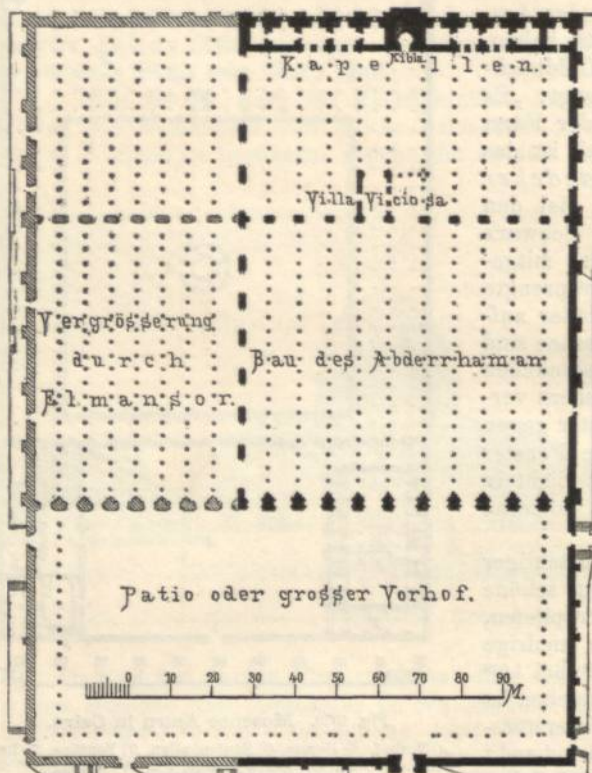 Kibla
Kapellen.
Villa Viciosa
Vergrösserung
durch
Elmansor.
Bau des Abderrhaman
Patio oder grosser Vorhof.
0 10 20 30 40 50 60 70 80 90
M.